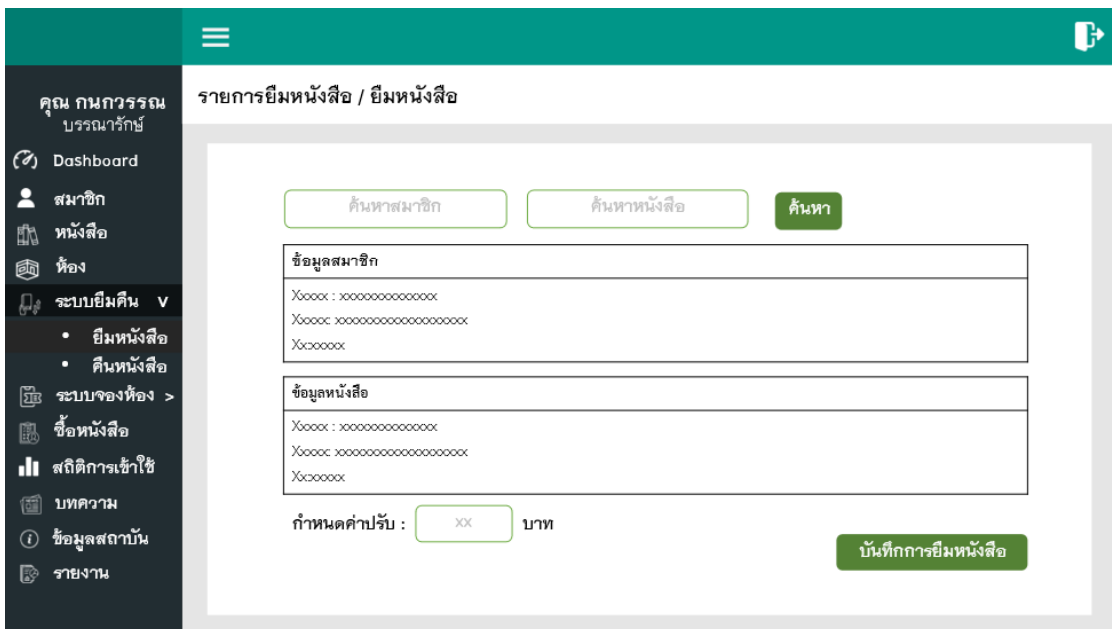 คุณ กนกวรรณ
บรรณารักษ์
Dashboard
สมาชิก
หนังสือ
ห้อง
ระบบยืมคืน V
• ยืมหนังสือ
• คืนหนังสือ
ระบบจองห้อง >
ซื้อหนังสือ
สถิติการเข้าใช้
บทความ
ข้อมูลสถาบัน
รายงาน
รายการยืมหนังสือ / ยืมหนังสือ
ค้นหาสมาชิก ค้นหาหนังสือ ค้นหา
ข้อมูลสมาชิก
Xxxxx : xxxxxxxxxxxxxx
Xxxxx: xxxxxxxxxxxxxxxxxxx
Xxxxxxx
ข้อมูลหนังสือ
Xxxxx : xxxxxxxxxxxxxx
Xxxxx: xxxxxxxxxxxxxxxxxxx
Xxxxxxx
กำหนดค่าปรับ : xx บาท
บันทึกการยืมหนังสือ